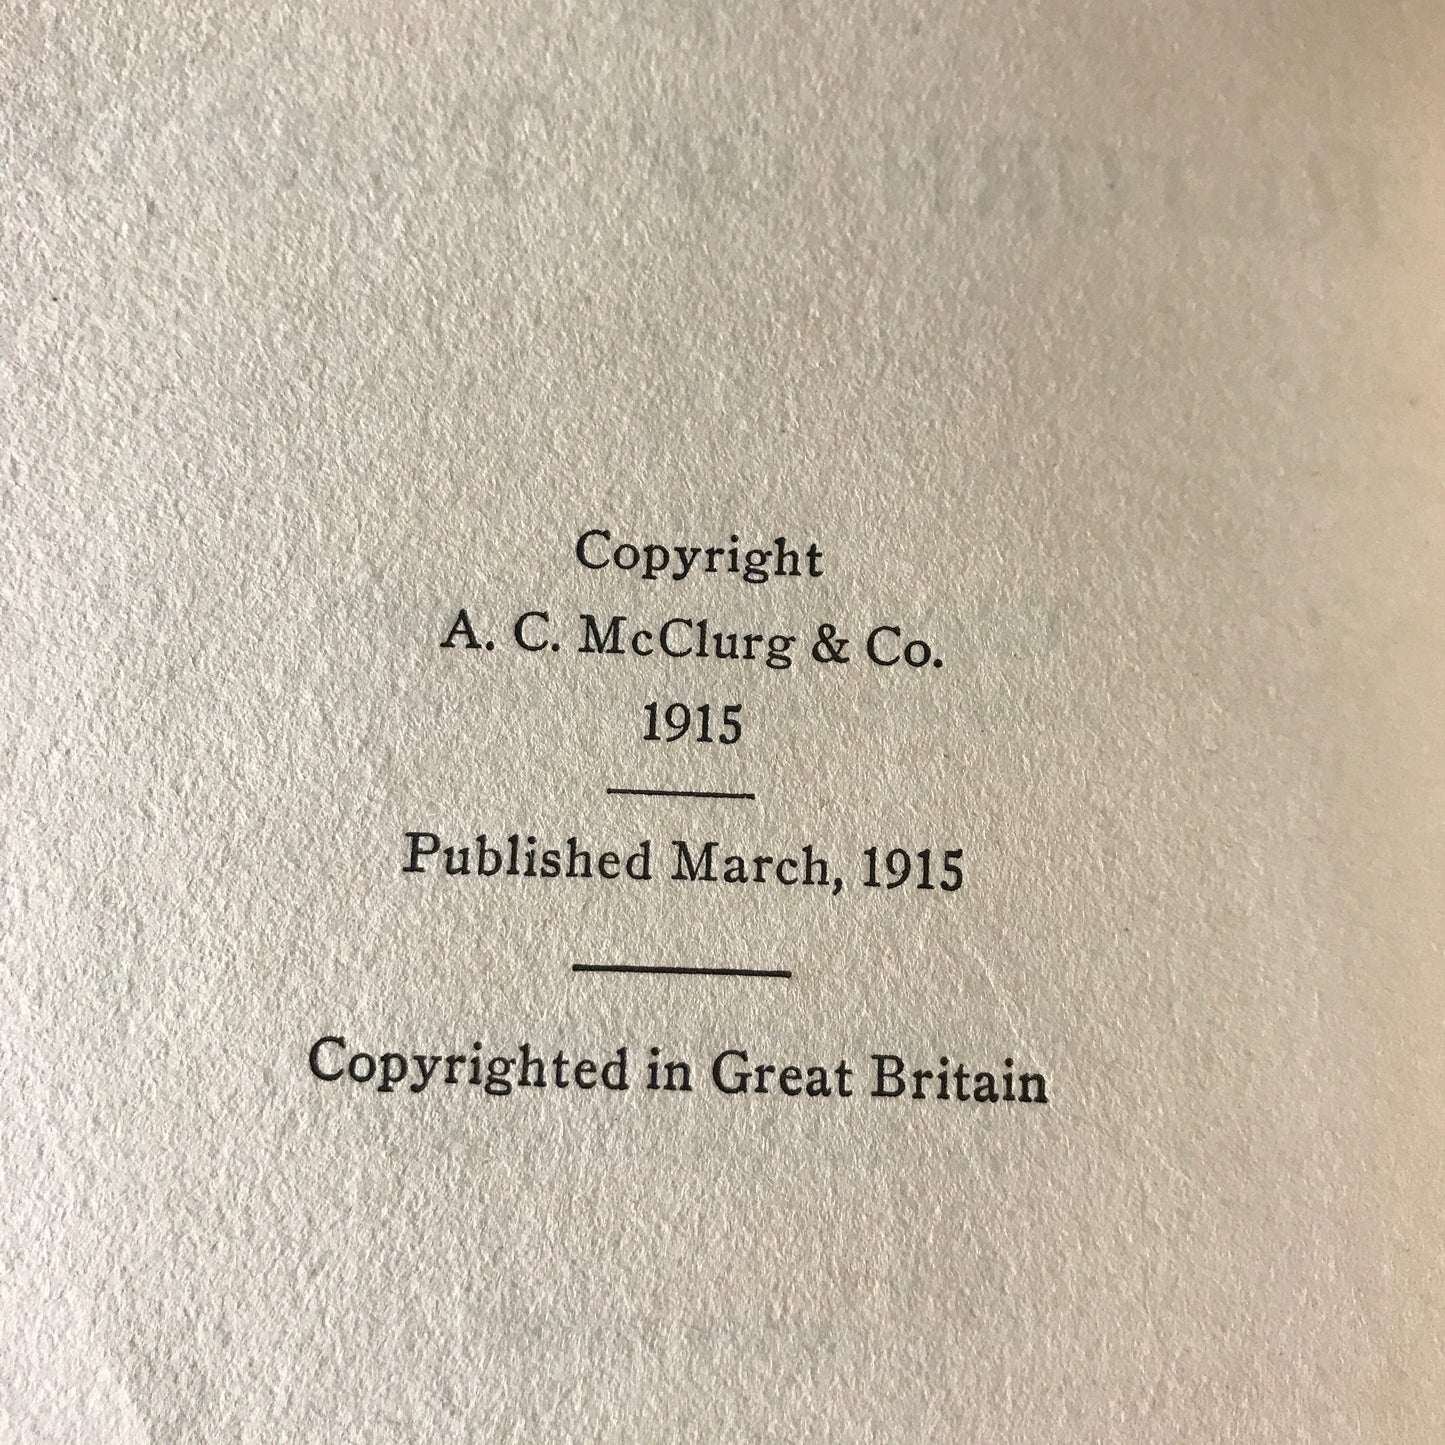 Copyright
A. C. McClurg & Co.
1915
Published March, 1915
Copyrighted in Great Britain